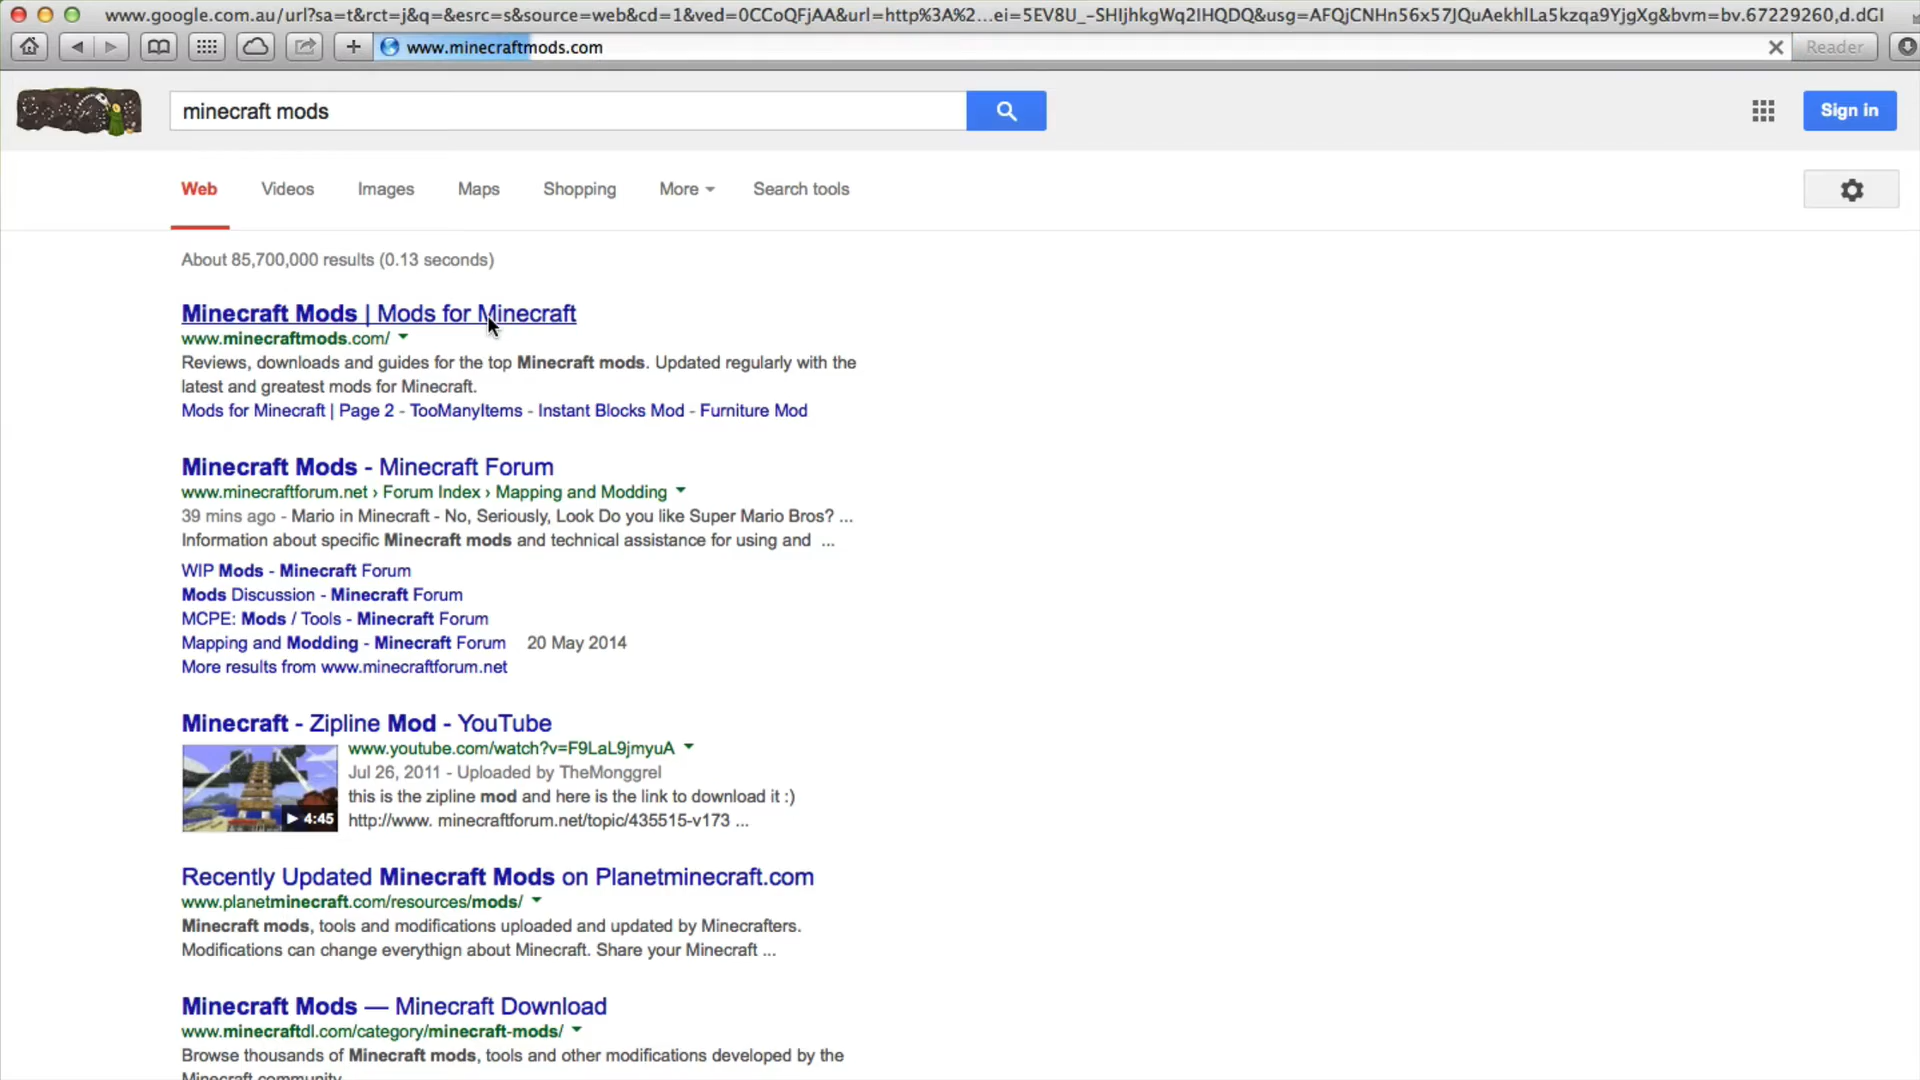 www.google.com.au/url?sa=t&rct=j&q=&esrc=s&source=web&cd=1&ved=0CCoQFjAA&url=http%3A%2...ei=5EV8U_-SHIjhkgWq2IHQDQ&usg=AFQjCNHn56x57JQuAekhlLa5kzqa9YjgXg&bvm=bv.67229260,d.dGI
www.minecraftmods.com Reader
minecraft mods Sign in
Web Videos Images Maps Shopping More Search tools
About 85,700,000 results (0.13 seconds)
Minecraft Mods | Mods for Minecraft
www.minecraftmods.com/
Reviews, downloads and guides for the top Minecraft mods. Updated regularly with the
latest and greatest mods for Minecraft.
Mods for Minecraft | Page 2 - TooManyItems - Instant Blocks Mod - Furniture Mod
Minecraft Mods - Minecraft Forum
www.minecraftforum.net › Forum Index › Mapping and Modding
39 mins ago - Mario in Minecraft - No, Seriously, Look Do you like Super Mario Bros? ...
Information about specific Minecraft mods and technical assistance for using and ...
WIP Mods - Minecraft Forum
Mods Discussion - Minecraft Forum
MCPE: Mods / Tools - Minecraft Forum
Mapping and Modding - Minecraft Forum 20 May 2014
More results from www.minecraftforum.net
Minecraft - Zipline Mod - YouTube
www.youtube.com/watch?v=F9LaL9jmyuA
Jul 26, 2011 - Uploaded by TheMonggrel
this is the zipline mod and here is the link to download it :)
4:45 http://www. minecraftforum.net/topic/435515-v173 ...
Recently Updated Minecraft Mods on Planetminecraft.com
www.planetminecraft.com/resources/mods/
Minecraft mods, tools and modifications uploaded and updated by Minecrafters.
Modifications can change everythign about Minecraft. Share your Minecraft ...
Minecraft Mods — Minecraft Download
www.minecraftdl.com/category/minecraft-mods/
Browse thousands of Minecraft mods, tools and other modifications developed by the
Minecraft community.